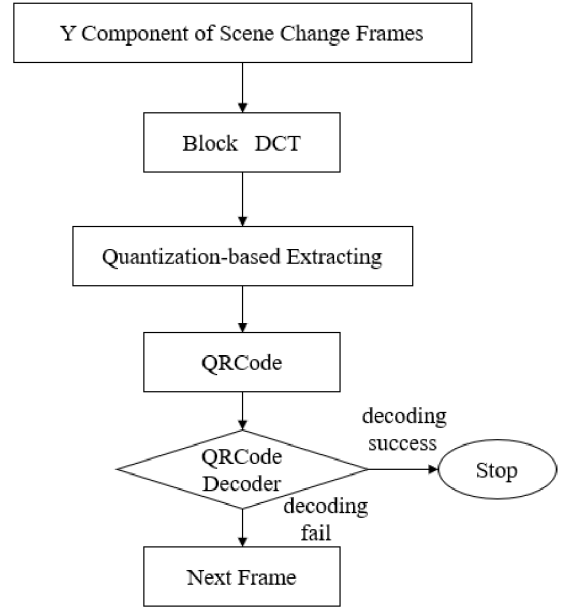 Y Component of Scene Change Frames
Block DCT
Quantization-based Extracting
QRCode
QRCode
Decoder
decoding
success
Stop
decoding
fail
Next Frame